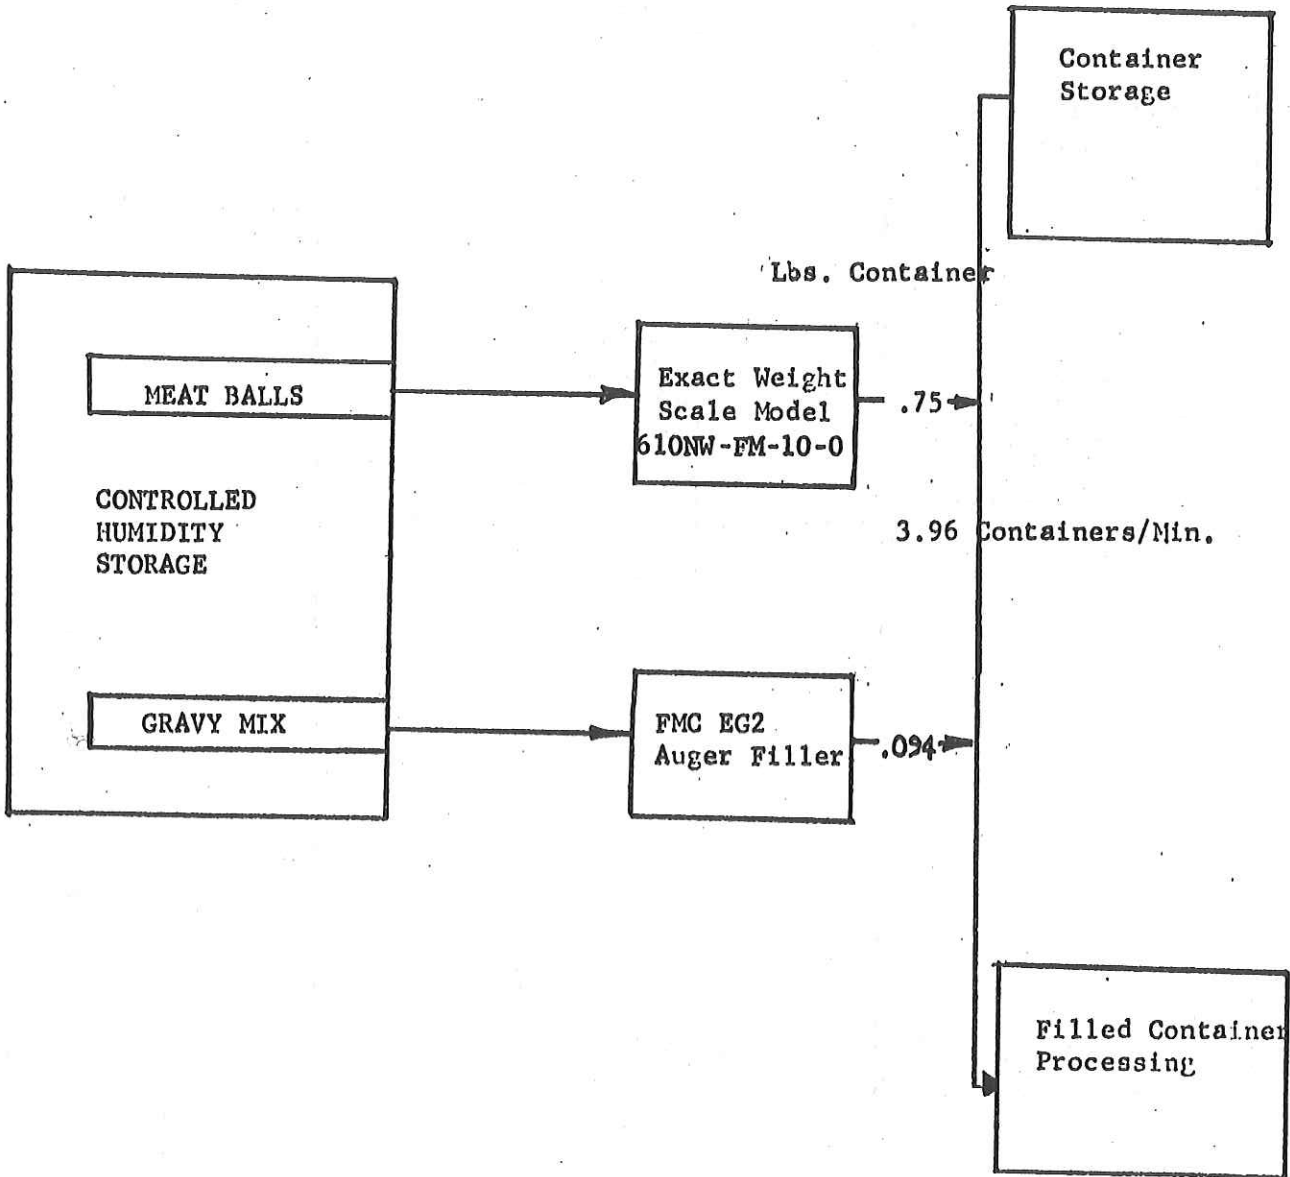 Container
Storage
Lbs. Container
MEAT BALLS
Exact Weight
Scale Model
610NW-FM-10-0
.75
CONTROLLED
HUMIDITY
STORAGE
3.96 Containers/Min.
GRAVY MIX
FMC EG2
Auger Filler
.094
Filled Container
Processing